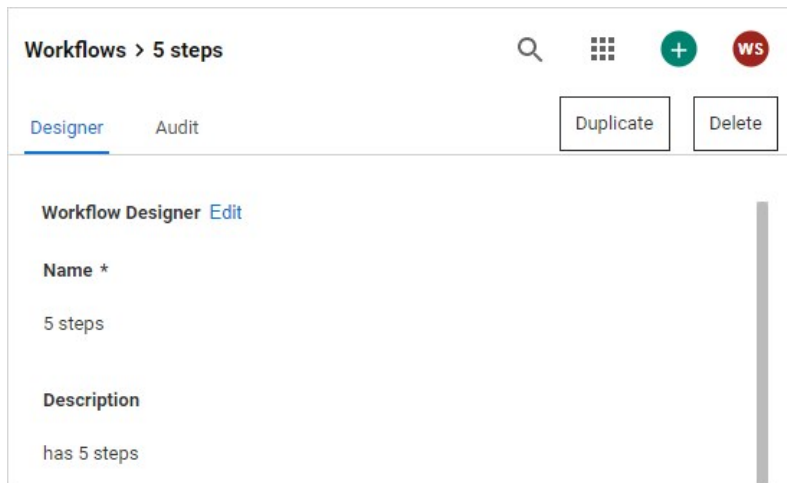 Workflows > 5 steps
+
WS
Designer
Audit
Duplicate
Delete
Workflow Designer Edit
Name *
5 steps
Description
has 5 steps